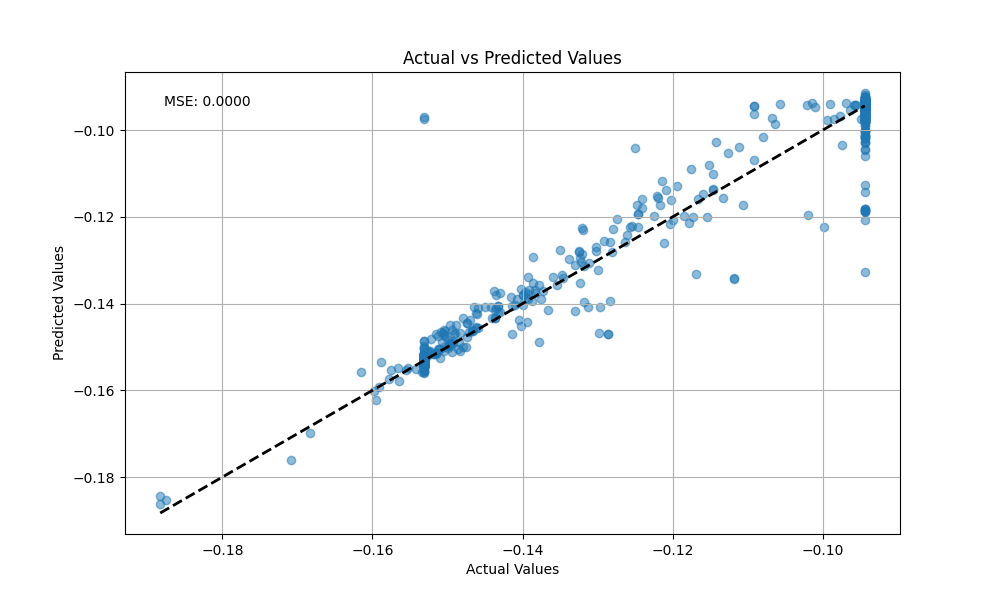 Actual vs Predicted Values
MSE: 0.0000
−0.10
−0.12
−0.14
−0.16
−0.18
Predicted Values
−0.18 −0.16 −0.14 −0.12 −0.10
Actual Values